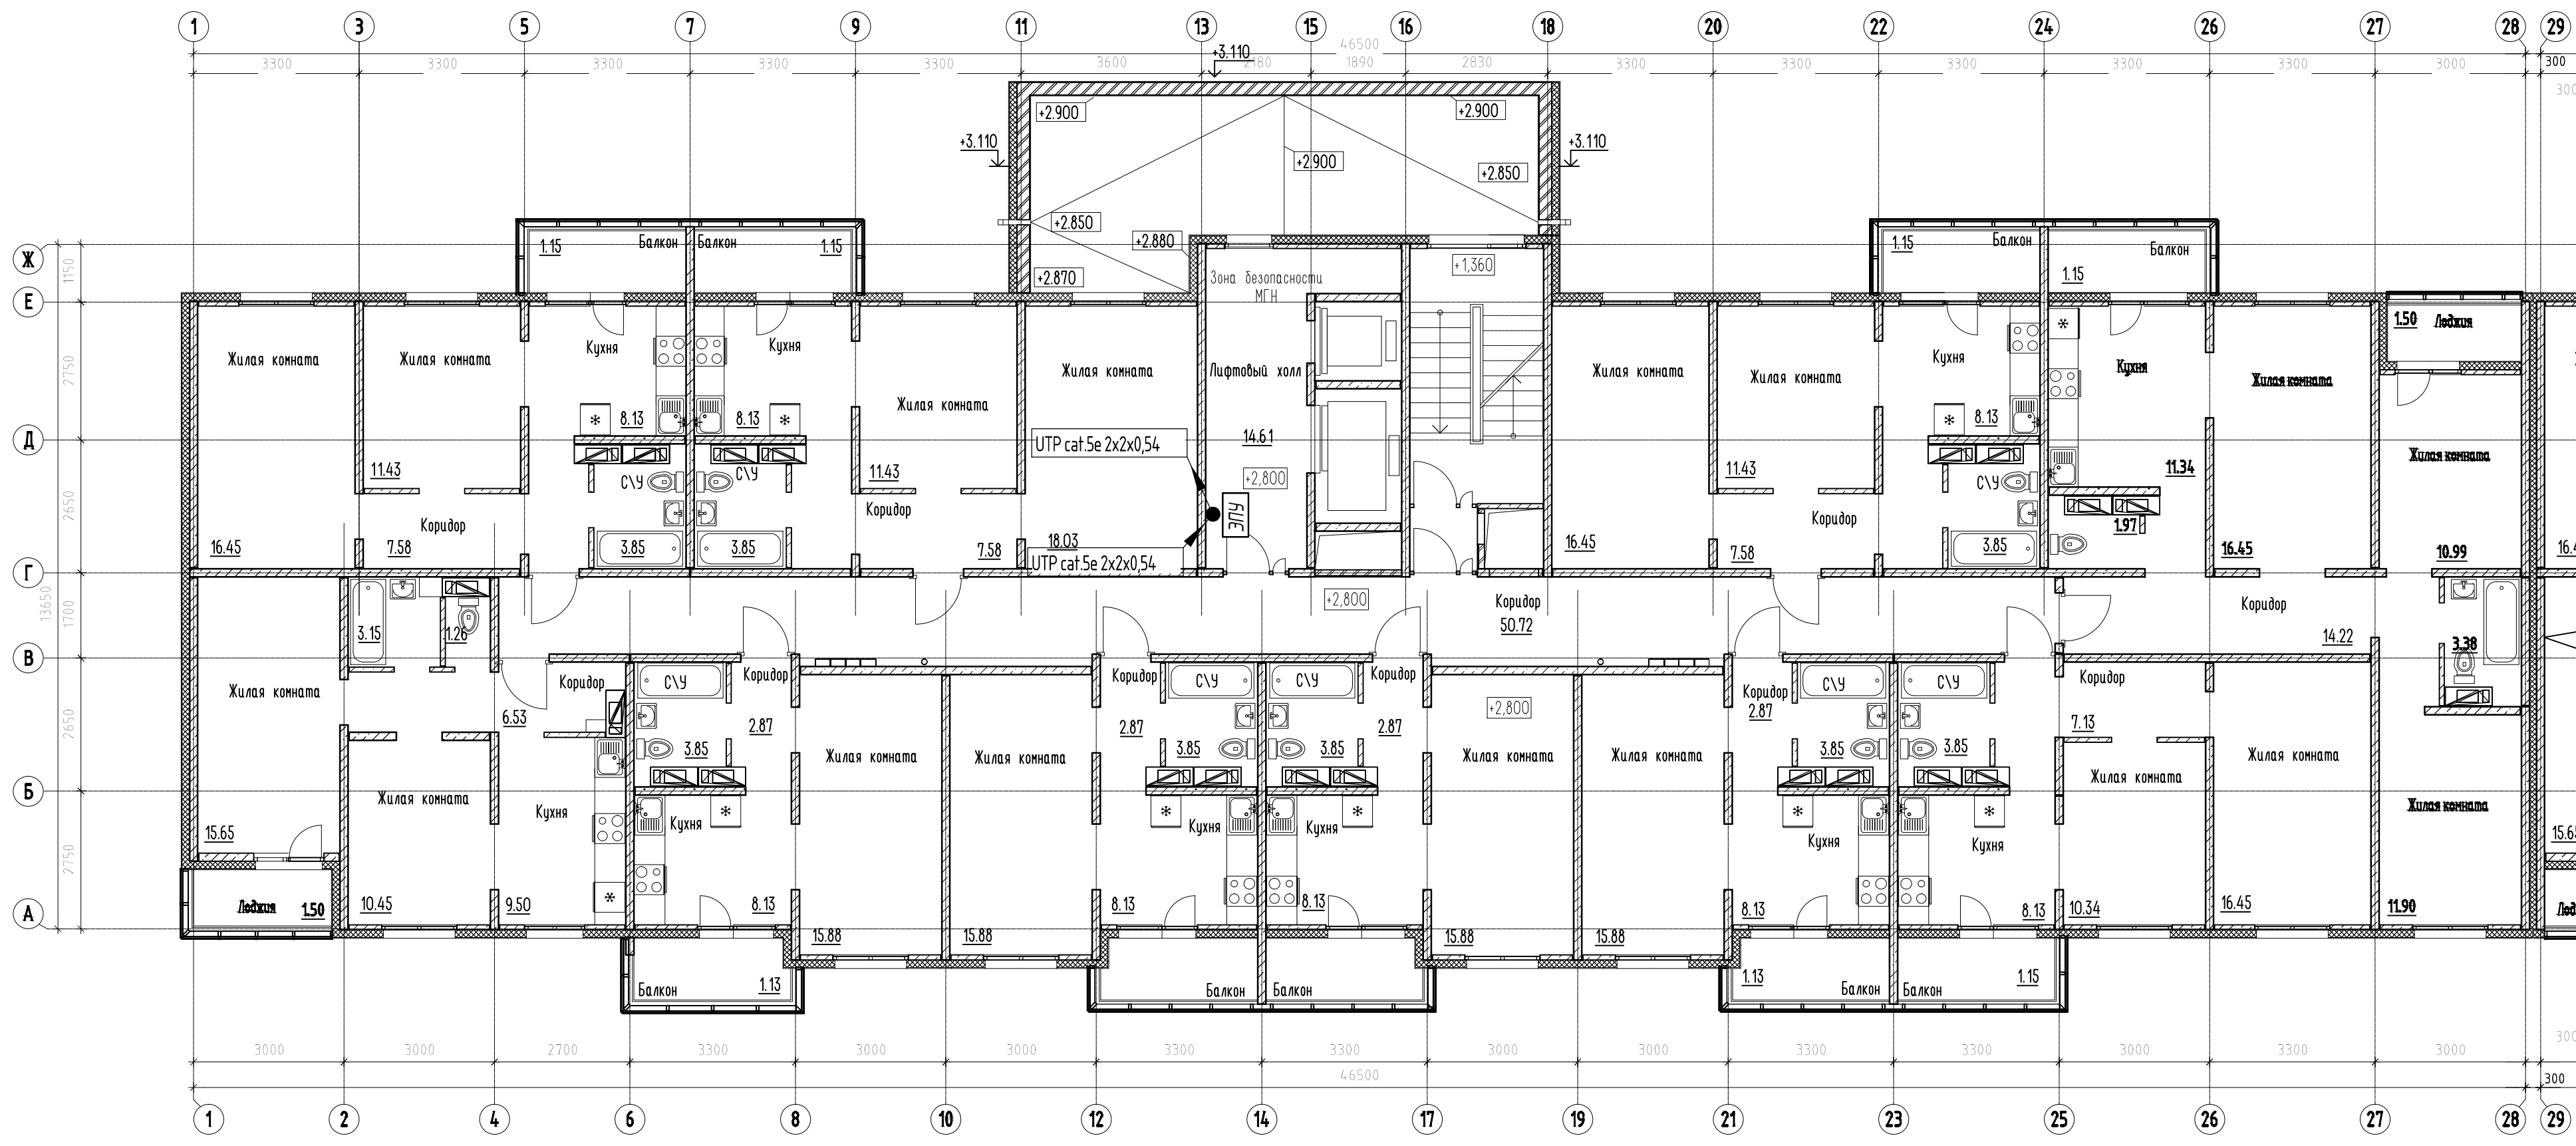 1 3 5 7 9 11 13 15 16 18 20 22 24 26 27 28 29
46500
+3.110
3300 3300 3300 3300 3300 3600 2180 1890 2830 3300 3300 3300 3300 3300 3000 300
+2.900 +2.900
+3.110 +3.110
+2.900
+2.850
+2.850
+2.880
+2.870
1.15 Балкон Балкон 1.15
1.15 Балкон
Балкон
1.15
+1,360
Зона безопасности
МГН
Ж
Е
Д
Г
В
Б
А
1150
2750
2650
1700
2650
2750
13650
1.50 Лоджия
Жилая комната
Жилая комната
Кухня
Кухня
Жилая комната
Жилая комната
Лифтовый холл
Жилая комната
Жилая комната
Кухня
Кухня
Жилая комната
Жилая комната
8.13 8.13
8.13
14.61
UTP cat.5e 2x2x0,54
+2,800
ЭПУ
UTP cat.5e 2x2x0,54
11.43
11.43
11.43
11.34
С\У
С\У
С\У
Коридор
Коридор
Коридор
1.97
16.45
7.58
3.85
3.85
7.58
18.03
16.45
7.58
3.85
16.45
10.99
+2,800
Коридор
50.72
Коридор
14.22
3.38
3.15
1.26
Жилая комната
Коридор
6.53
Жилая комната
Кухня
15.65
10.45
9.50
Лоджия 1.50
С\У
Коридор
3.85
2.87
Кухня
8.13
Жилая комната
15.88
Жилая комната
15.88
Коридор
2.87
С\У
3.85
Кухня
8.13
С\У
Коридор
3.85
2.87
Кухня
8.13
+2,800
Жилая комната
15.88
Жилая комната
15.88
Коридор
2.87
С\У
3.85
Кухня
8.13
С\У
3.85
Кухня
8.13
Коридор
7.13
Жилая комната
10.34
Жилая комната
16.45
Жилая комната
11.90
Балкон 1.13
Балкон Балкон
1.13 Балкон Балкон 1.15
3000 3000 2700 3300 3000 3000 3300 3300 3000 3000 3300 3300 3000 3300 3000
46500
300
1 2 4 6 8 10 12 14 17 19 21 23 25 26 27 28 29